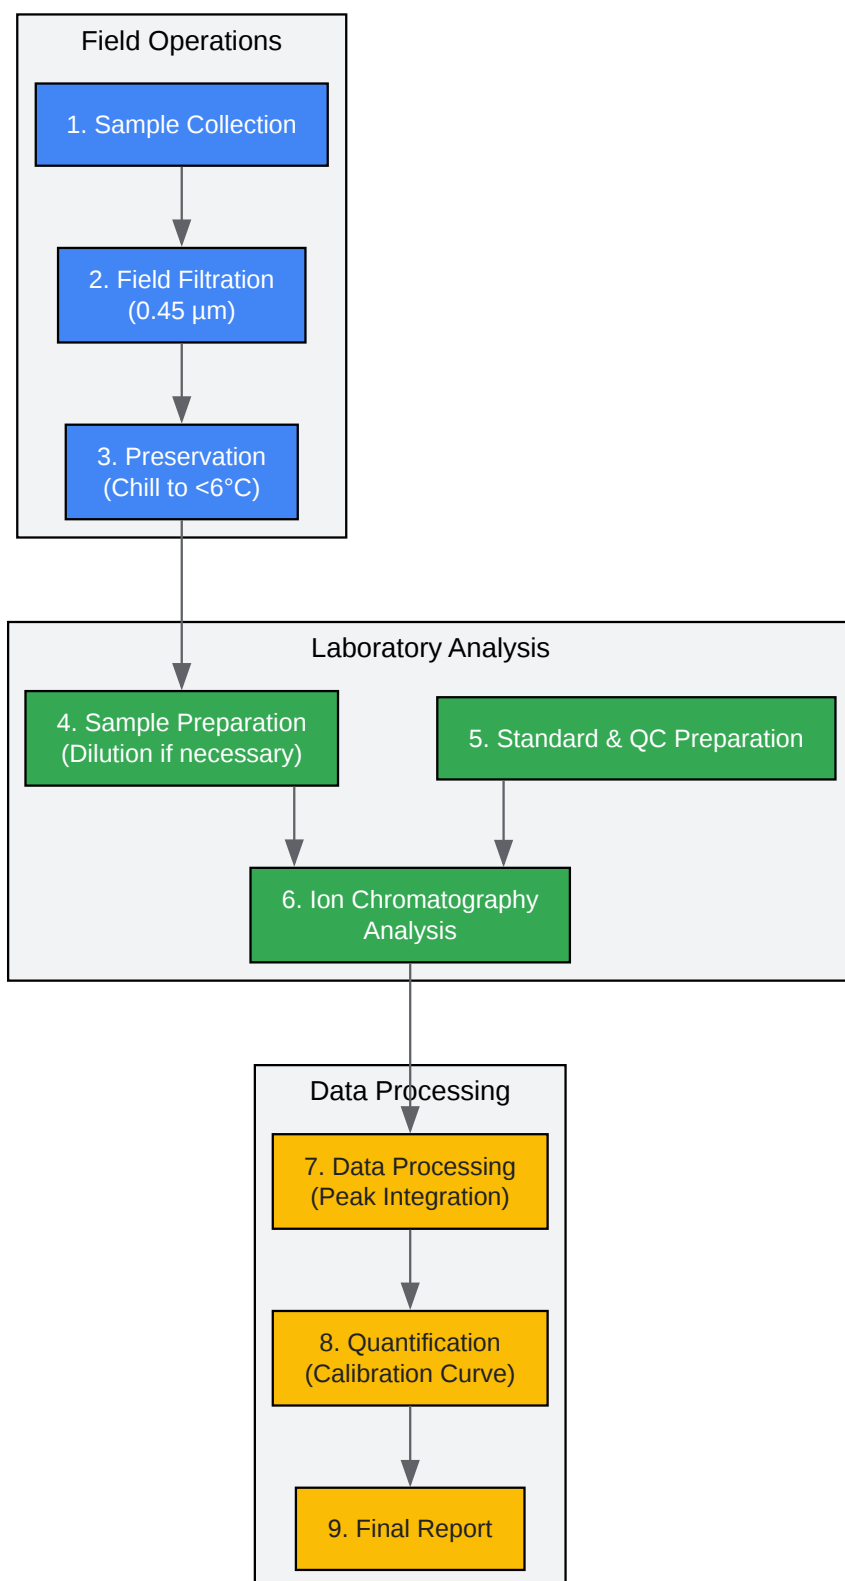 Field Operations
1. Sample Collection
2. Field Filtration
(0.45 µm)
3. Preservation
(Chill to <6°C)
Laboratory Analysis
4. Sample Preparation
(Dilution if necessary)
5. Standard & QC Preparation
6. Ion Chromatography
Analysis
Data Processing
7. Data Processing
(Peak Integration)
8. Quantification
(Calibration Curve)
9. Final Report